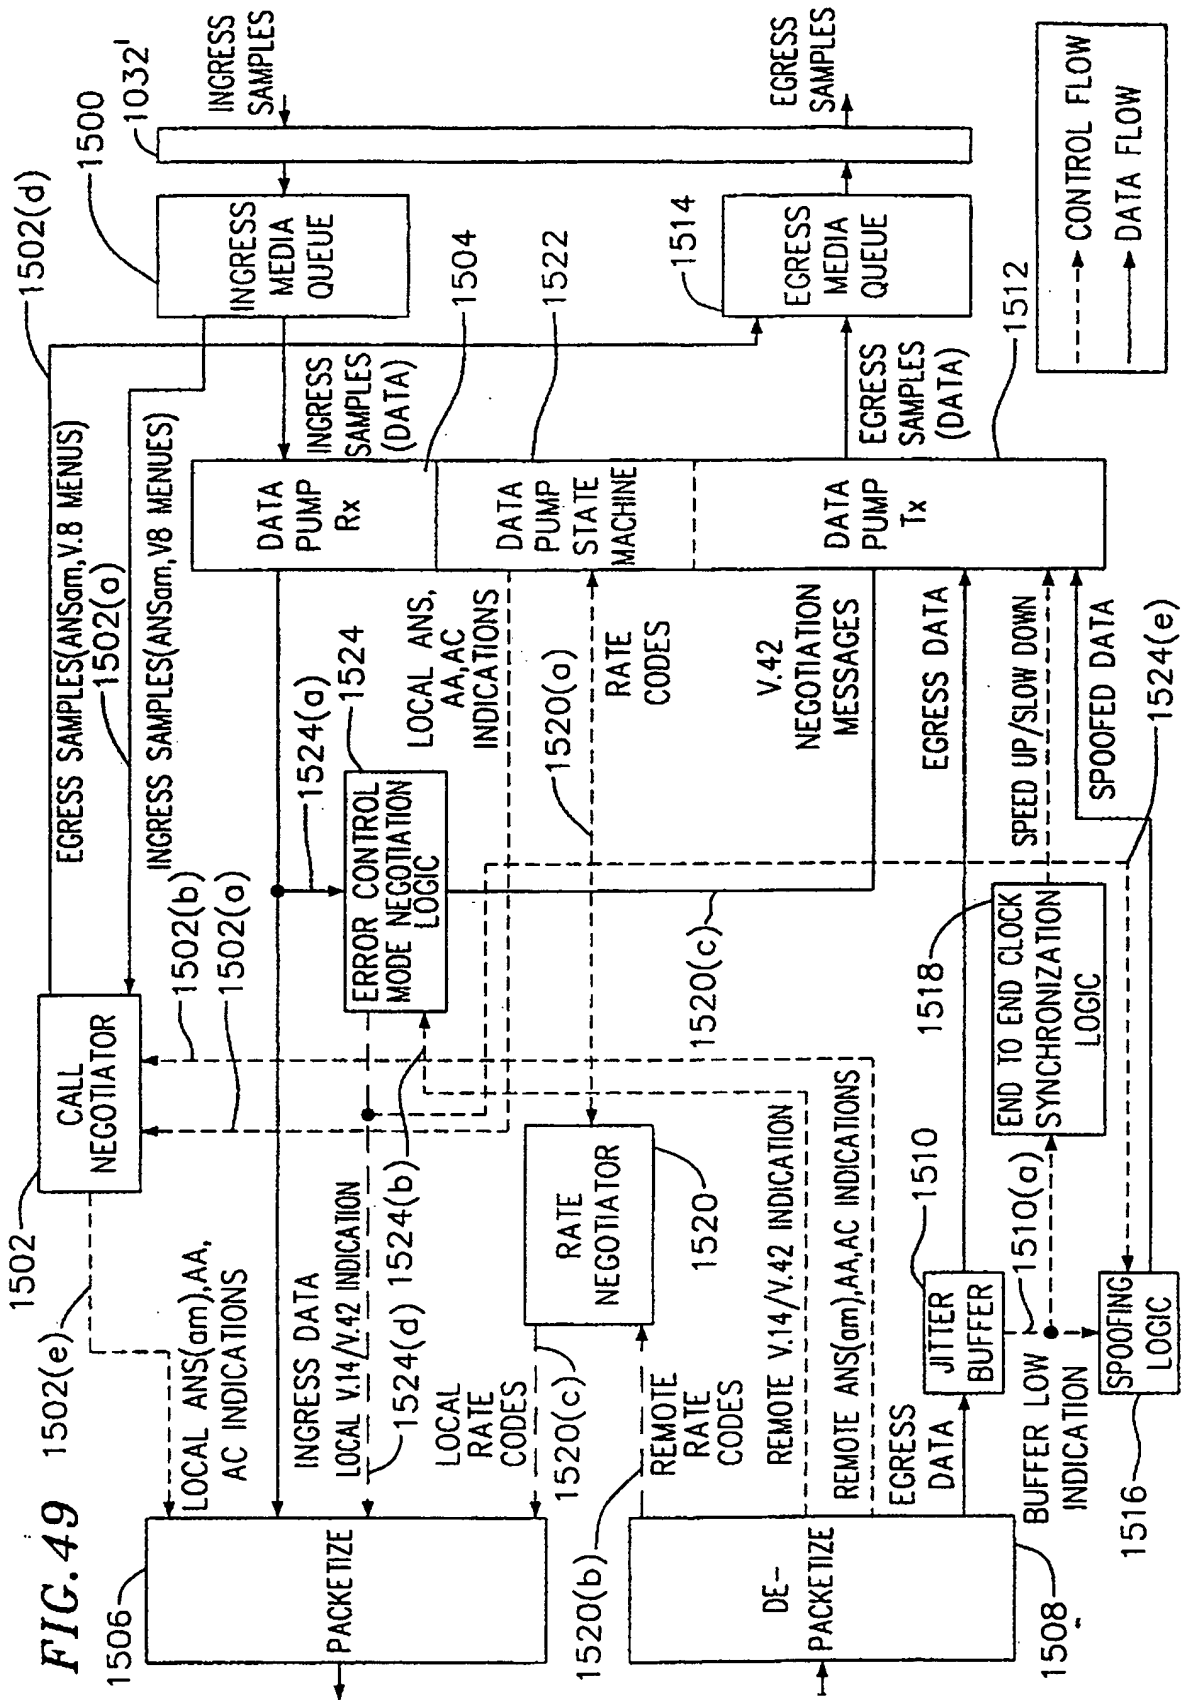 FIG. 49
1502(d)
1500
1032'
INGRESS
SAMPLES
INGRESS
MEDIA
QUEUE
EGRESS SAMPLES(ANSam,V.8 MENUS)
1502(a)
INGRESS SAMPLES(ANSam,V8 MENUES)
1502(b)
1502(a)
CALL
NEGOTIATOR
1502
1502(e)
LOCAL ANS(am),AA,
AC INDICATIONS
1506
PACKETIZE
INGRESS
SAMPLES
(DATA)
1504
1522
DATA
PUMP
Rx
DATA
PUMP
STATE
MACHINE
DATA
PUMP
Tx
1512
EGRESS
MEDIA
QUEUE
1514
EGRESS
SAMPLES
EGRESS
SAMPLES
(DATA)
CONTROL FLOW
DATA FLOW
1524(a)
1524
LOCAL ANS,
AA,AC
INDICATIONS
ERROR CONTROL
MODE NEGOTIATION
LOGIC
1520(a)
RATE
CODES
V.42
NEGOTIATION
MESSAGES
1520(c)
INGRESS DATA
LOCAL V.14/V.42 INDICATION
1524(d)
1524(b)
LOCAL
RATE
CODES
1520(c)
RATE
NEGOTIATOR
1520
1520(b)
REMOTE
RATE
CODES
REMOTE V.14/V.42 INDICATION
REMOTE ANS(am),AA,AC INDICATIONS
DE-
PACKETIZE
1508
EGRESS
DATA
JITTER
BUFFER
1510
1510(a)
BUFFER LOW
INDICATION
EGRESS DATA
1518
END TO END CLOCK
SYNCHRONIZATION
LOGIC
SPEED UP/SLOW DOWN
SPOOFED DATA
1524(e)
SPOOFING
LOGIC
1516